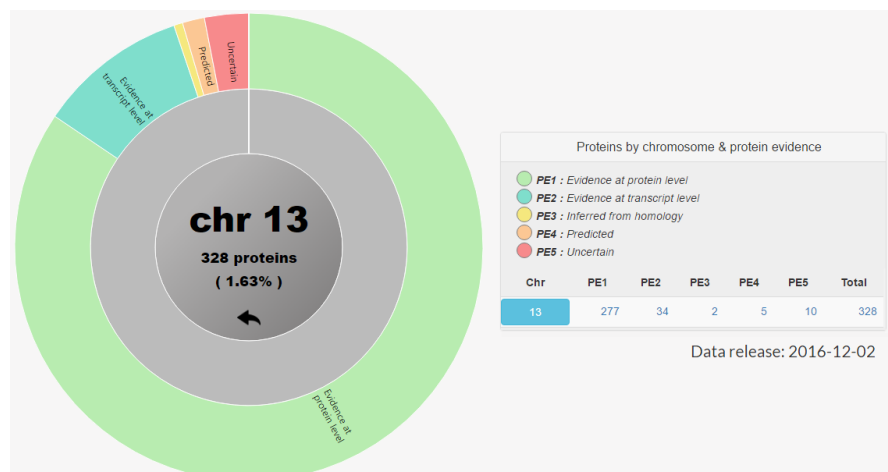 Uncertain
Predicted
Evidence at
transcript level
chr 13
328 proteins
( 1.63% )
Evidence at
protein level
Proteins by chromosome & protein evidence
PE1 : Evidence at protein level
PE2 : Evidence at transcript level
PE3 : Inferred from homology
PE4 : Predicted
PE5 : Uncertain
Chr PE1 PE2 PE3 PE4 PE5 Total
13 277 34 2 5 10 328
Data release: 2016-12-02